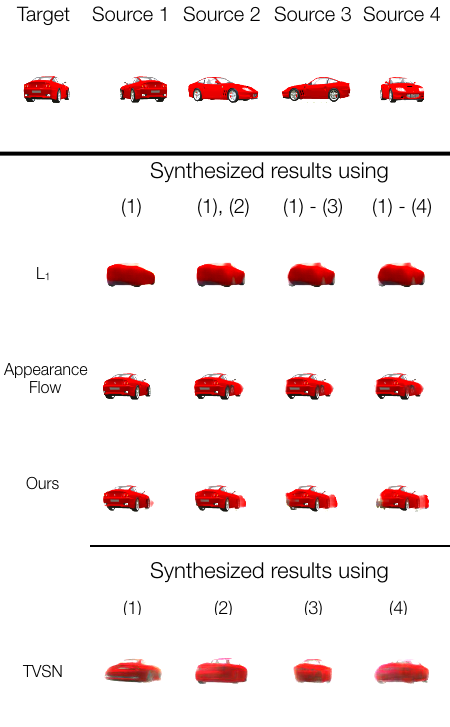 Target Source 1 Source 2 Source 3 Source 4
Synthesized results using
(1) (1), (2) (1) - (3) (1) - (4)
L₁
Appearance
Flow
Ours
Synthesized results using
(1) (2) (3) (4)
TVSN